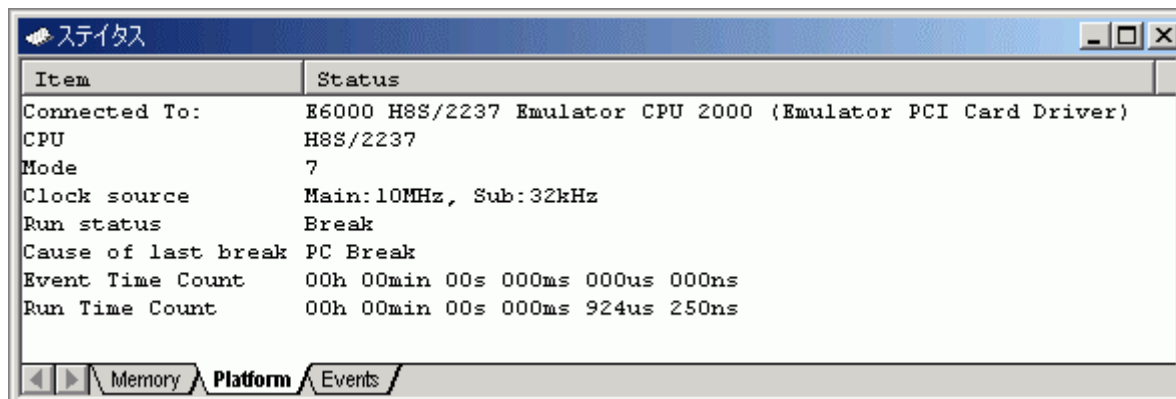 ステイタス
Item Status
Connected To: E6000 H8S/2237 Emulator CPU 2000 (Emulator PCI Card Driver)
CPU H8S/2237
Mode 7
Clock source Main:10MHz, Sub:32kHz
Run status Break
Cause of last break PC Break
Event Time Count 00h 00min 00s 000ms 000us 000ns
Run Time Count 00h 00min 00s 000ms 924us 250ns
Memory Platform Events